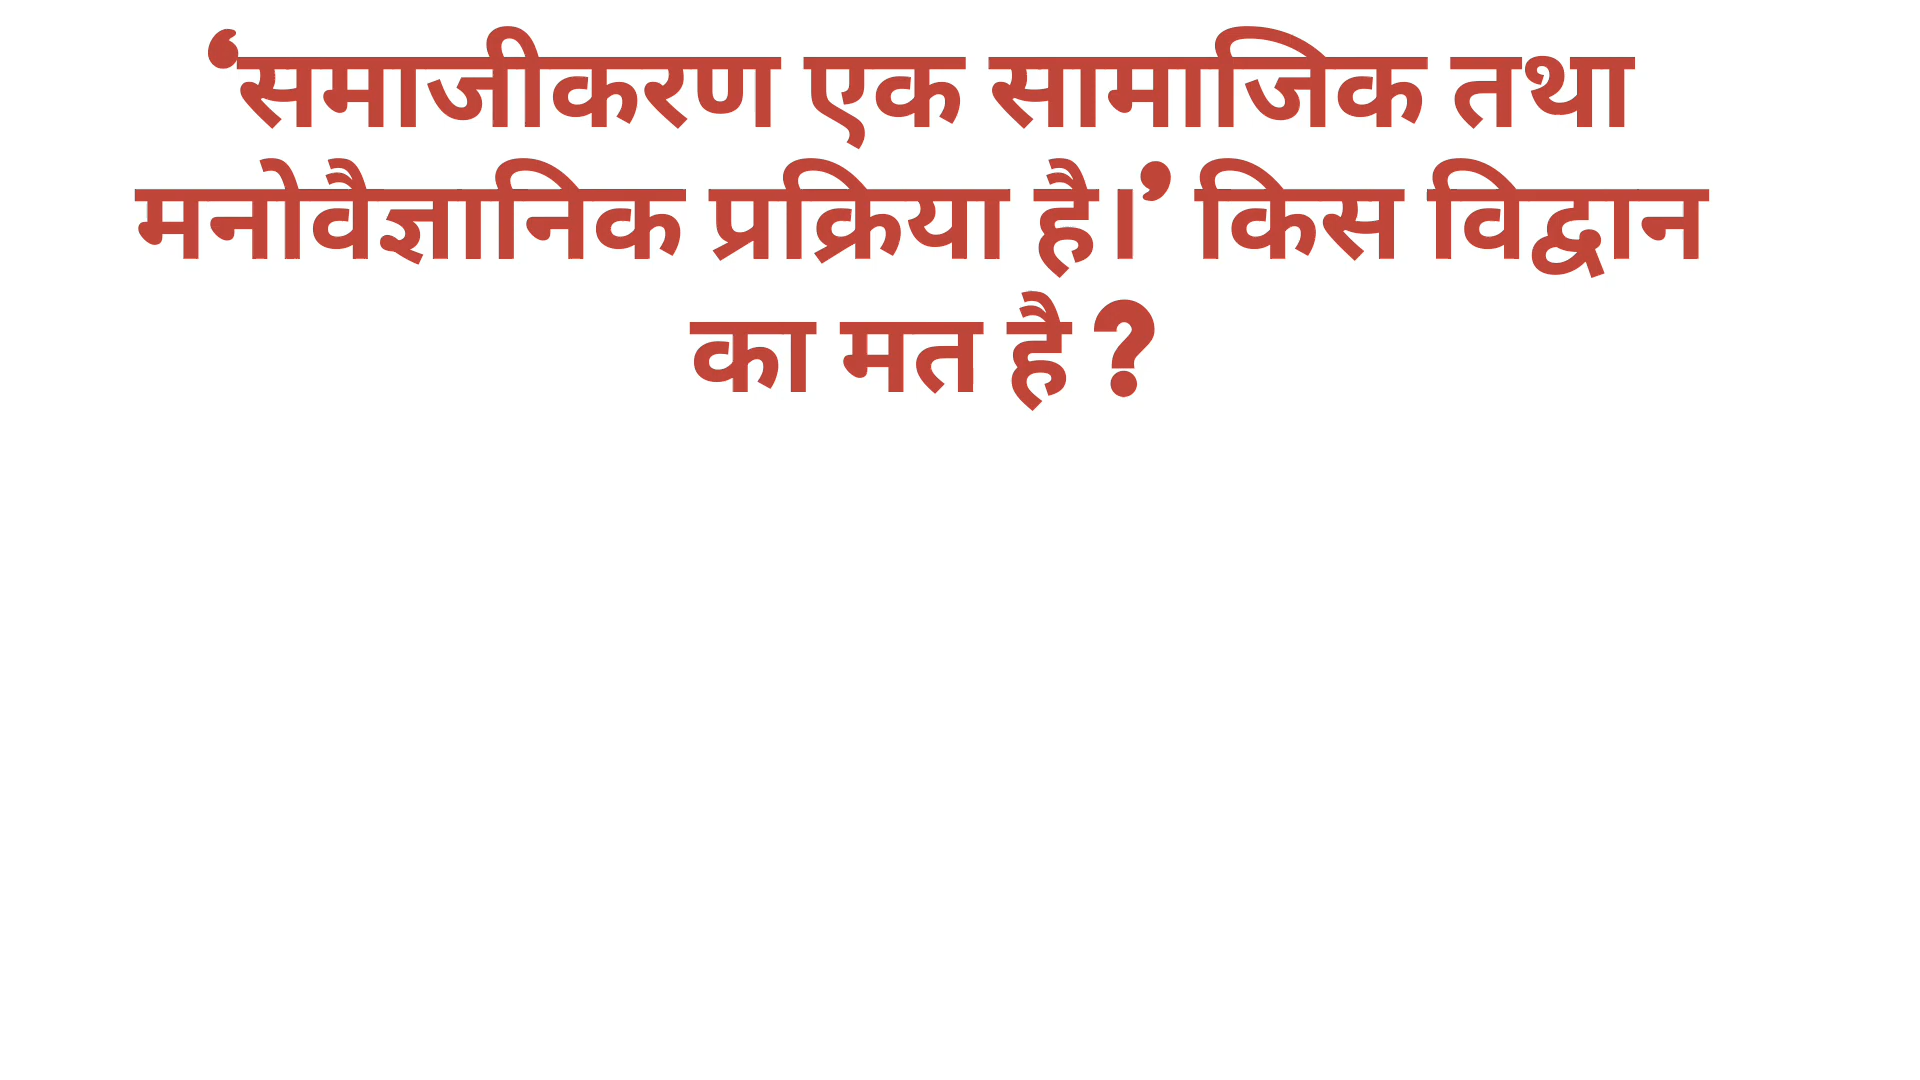 ‘समाजीकरण एक सामाजिक तथा
मनोवैज्ञानिक प्रक्रिया है।’ किस विद्वान
का मत है ?